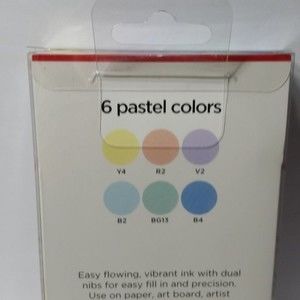 6 pastel colors
Y4 R2 V2
B2 BG13 B4
Easy flowing, vibrant ink with dual
nibs for easy fill in and precision.
Use on paper, art board, artist